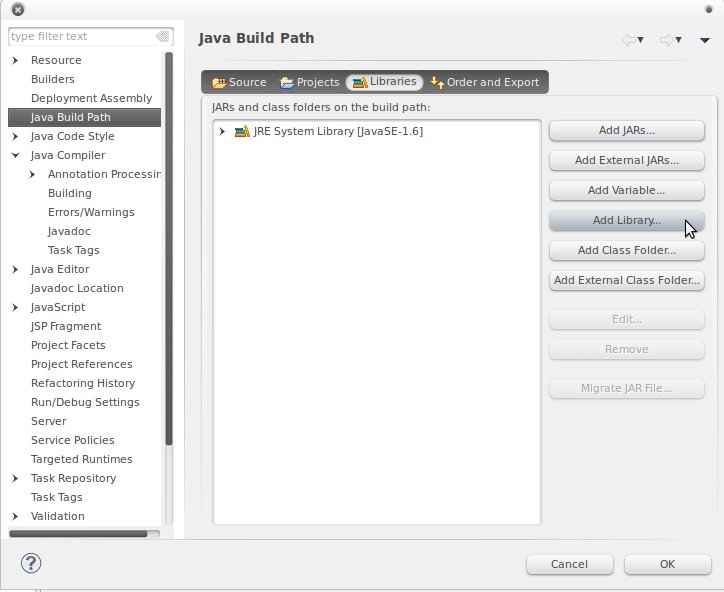 type filter text
Resource
Builders
Deployment Assembly
Java Build Path
Java Code Style
Java Compiler
Annotation Processin
Building
Errors/Warnings
Javadoc
Task Tags
Java Editor
Javadoc Location
JavaScript
JSP Fragment
Project Facets
Project References
Refactoring History
Run/Debug Settings
Server
Service Policies
Targeted Runtimes
Task Repository
Task Tags
Validation
Java Build Path
Source Projects Libraries Order and Export
JARs and class folders on the build path:
JRE System Library [JavaSE-1.6]
Add JARs...
Add External JARs...
Add Variable...
Add Library...
Add Class Folder...
Add External Class Folder...
Edit...
Remove
Migrate JAR File...
?
Cancel OK